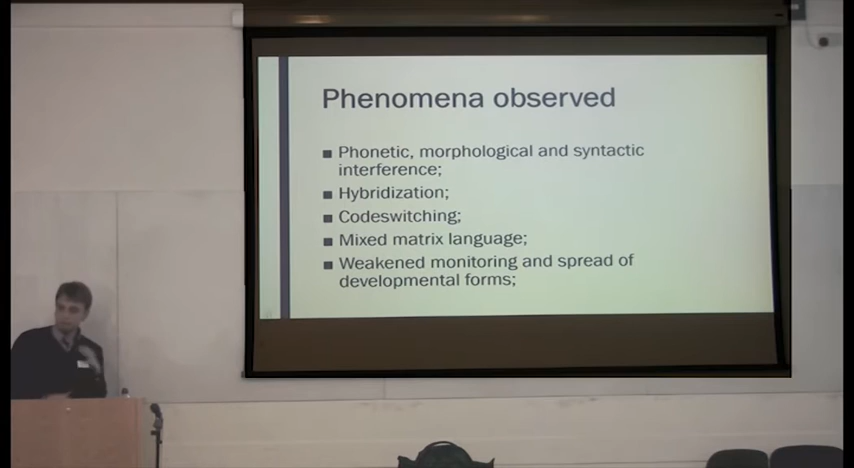 Phenomena observed
■ Phonetic, morphological and syntactic
interference;
■ Hybridization;
■ Codeswitching;
■ Mixed matrix language;
■ Weakened monitoring and spread of
developmental forms;